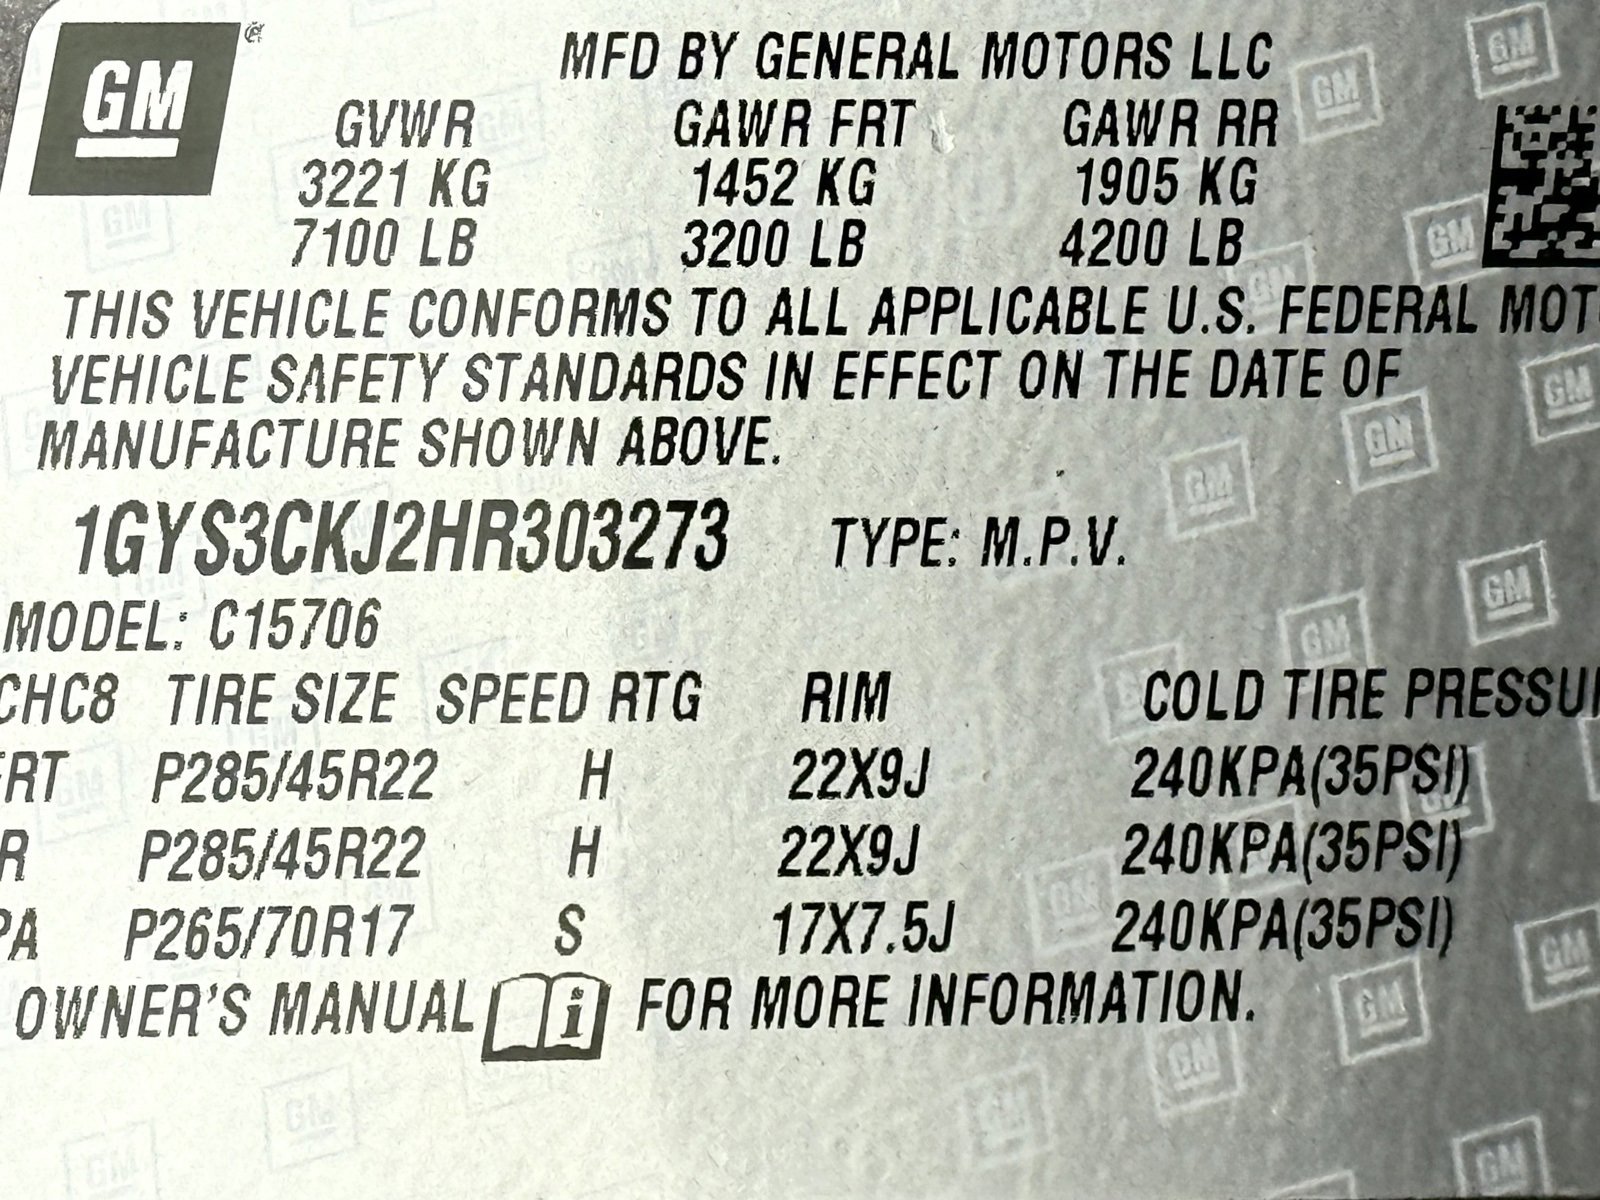 GM
MFD BY GENERAL MOTORS LLC
GVWR GAWR FRT GAWR RR
3221 KG 1452 KG 1905 KG
7100 LB 3200 LB 4200 LB
THIS VEHICLE CONFORMS TO ALL APPLICABLE U.S. FEDERAL
VEHICLE SAFETY STANDARDS IN EFFECT ON THE DATE OF
MANUFACTURE SHOWN ABOVE.
1GYS3CKJ2HR303273 TYPE: M.P.V.
MODEL: C15706
CHC8 TIRE SIZE SPEED RTG RIM COLD TIRE PRESSU
FRT P285/45R22 H 22X9J 240KPA(35PSI)
R P285/45R22 H 22X9J 240KPA(35PSI)
PA P265/70R17 S 17X7.5J 240KPA(35PSI)
OWNER'S MANUAL i FOR MORE INFORMATION.